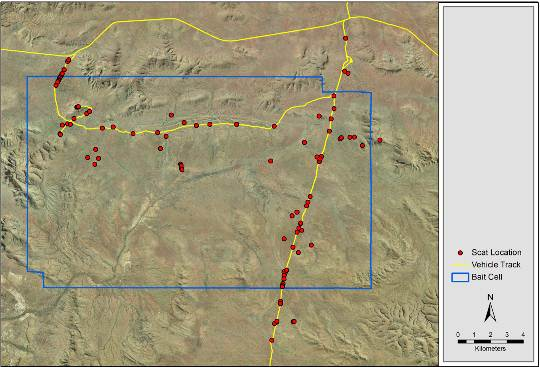 Scat Location
Vehicle Track
Bait Cell
N
0 1 2 3 4
Kilometers